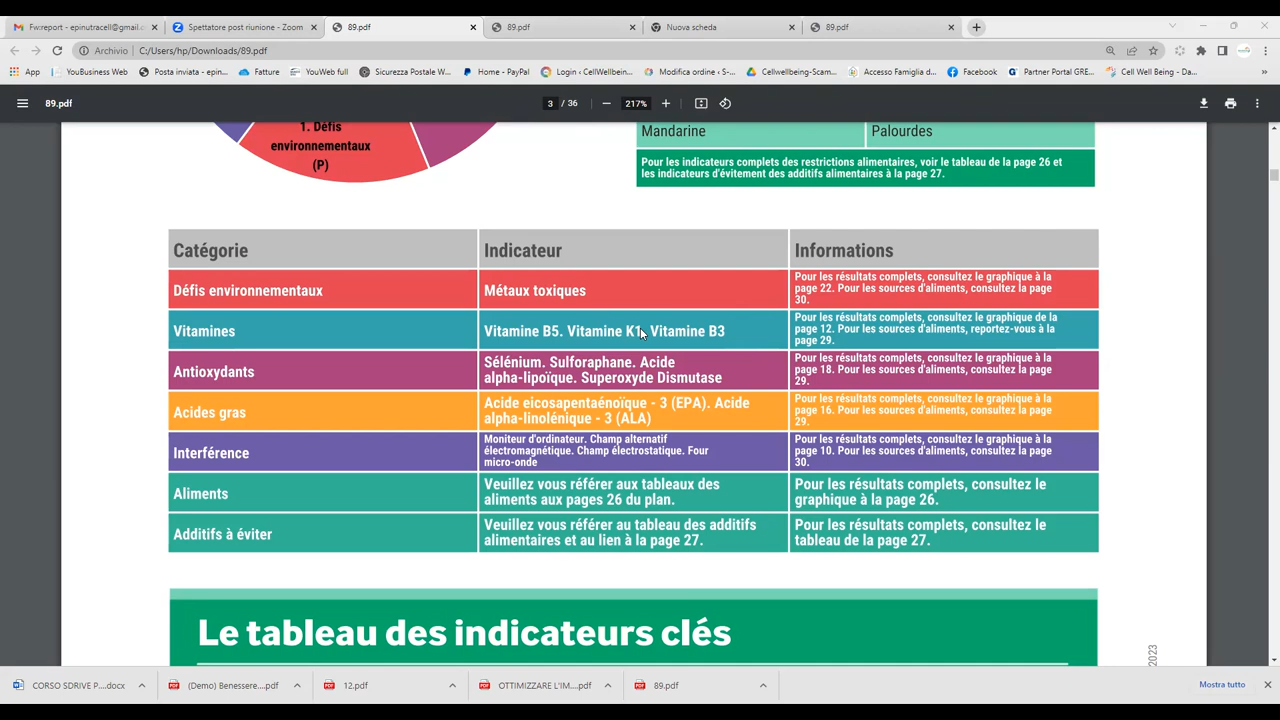 Fw:report - epinutracell@gmail.c
Spettatore post riunione - Zoom
89.pdf
89.pdf
Nuova scheda
89.pdf
Archivio
C:/Users/hp/Downloads/89.pdf
App
YouBusiness Web
Posta inviata - epin...
Fatture
YouWeb full
Sicurezza Postale W...
Home - PayPal
Login ‹ CellWellbein...
Modifica ordine ‹ S-...
Cellwellbeing-Scam...
Accesso Famiglia d...
Facebook
Partner Portal GRE...
Cell Well Being - Da...
»
89.pdf
3 / 36
217%
1. Défis
environnementaux
(P)
Mandarine
Palourdes
Pour les indicateurs complets des restrictions alimentaires, voir le tableau de la page 26 et
les indicateurs d'évitement des additifs alimentaires à la page 27.
Catégorie
Indicateur
Informations
Défis environnementaux
Métaux toxiques
Pour les résultats complets, consultez le graphique à la
page 22. Pour les sources d'aliments, consultez la page
30.
Vitamines
Vitamine B5. Vitamine K1. Vitamine B3
Pour les résultats complets, consultez le graphique de la
page 12. Pour les sources d'aliments, reportez-vous à la
page 29.
Antioxydants
Sélénium. Sulforaphane. Acide
alpha-lipoïque. Superoxyde Dismutase
Pour les résultats complets, consultez le graphique à la
page 18. Pour les sources d'aliments, consultez la page
29.
Acides gras
Acide eicosapentaénoïque - 3 (EPA). Acide
alpha-linolénique - 3 (ALA)
Pour les résultats complets, consultez le graphique à la
page 16. Pour les sources d'aliments, consultez la page
29.
Interférence
Moniteur d'ordinateur. Champ alternatif
électromagnétique. Champ électrostatique. Four
micro-onde
Pour les résultats complets, consultez le graphique à la
page 10. Pour les sources d'aliments, consultez la page
30.
Aliments
Veuillez vous référer aux tableaux des
aliments aux pages 26 du plan.
Pour les résultats complets, consultez le
graphique à la page 26.
Additifs à éviter
Veuillez vous référer au tableau des additifs
alimentaires et au lien à la page 27.
Pour les résultats complets, consultez le
tableau de la page 27.
Le tableau des indicateurs clés
2023
CORSO SDRIVE P....docx
(Demo) Benessere....pdf
12.pdf
OTTIMIZZARE L'IM....pdf
89.pdf
Mostra tutto